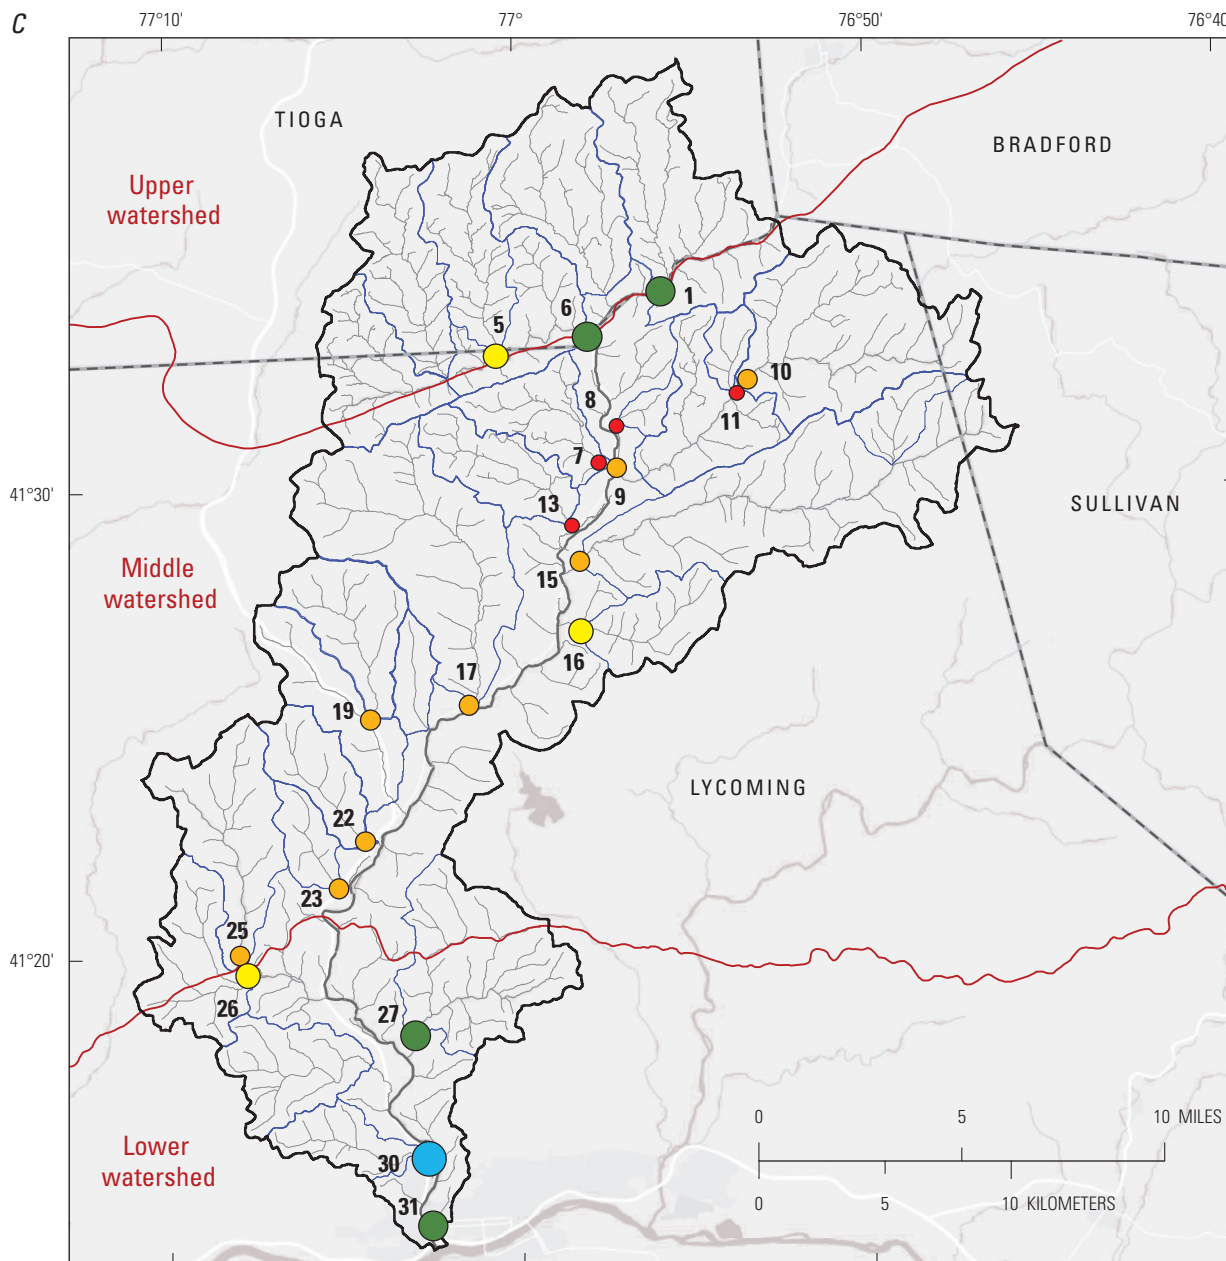 C
77°10'
77°
76°50'
76°40'
TIOGA
BRADFORD
Upper
watershed
1
6
5
10
8
11
7
41°30'
9
13
SULLIVAN
Middle
watershed
15
16
17
19
LYCOMING
22
23
25
41°20'
26
27
0 5 10 MILES
Lower
watershed
30
0 5 10 KILOMETERS
31